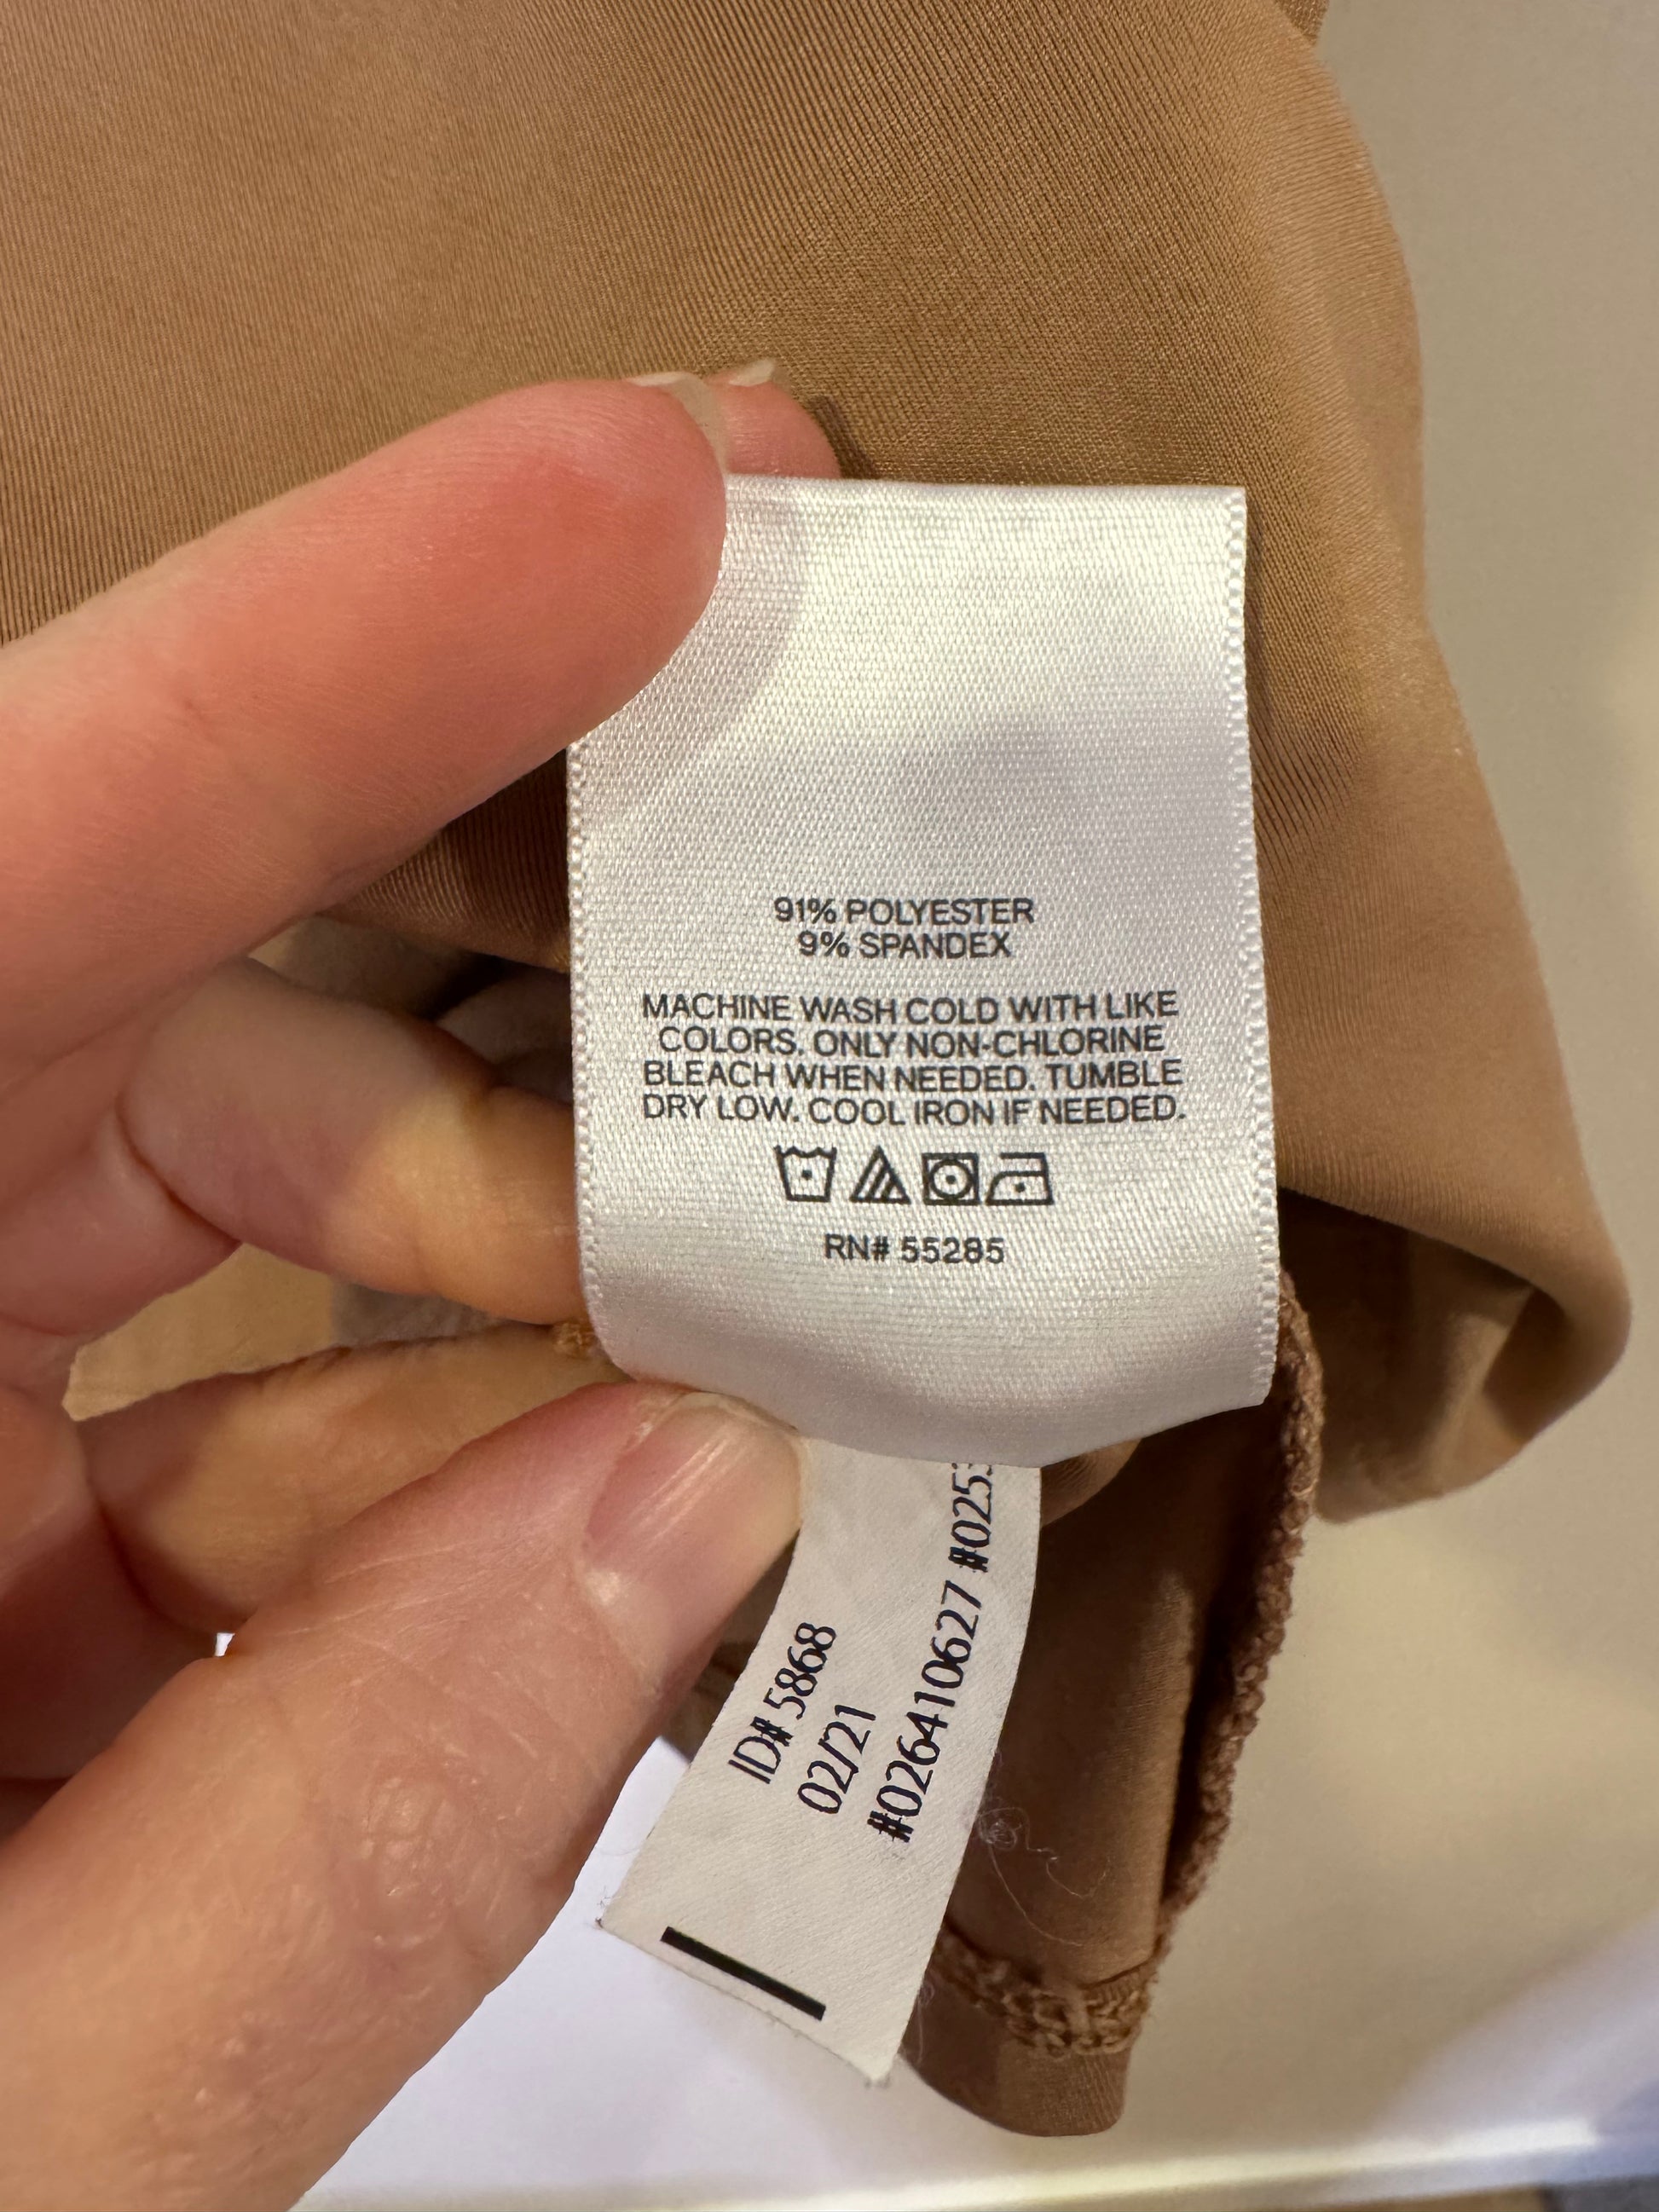 91% POLYESTER
9% SPANDEX
MACHINE WASH COLD WITH LIKE
COLORS. ONLY NON-CHLORINE
BLEACH WHEN NEEDED. TUMBLE
DRY LOW. COOL IRON IF NEEDED.
RN# 55285
ID# 5868
02/21
#026410627